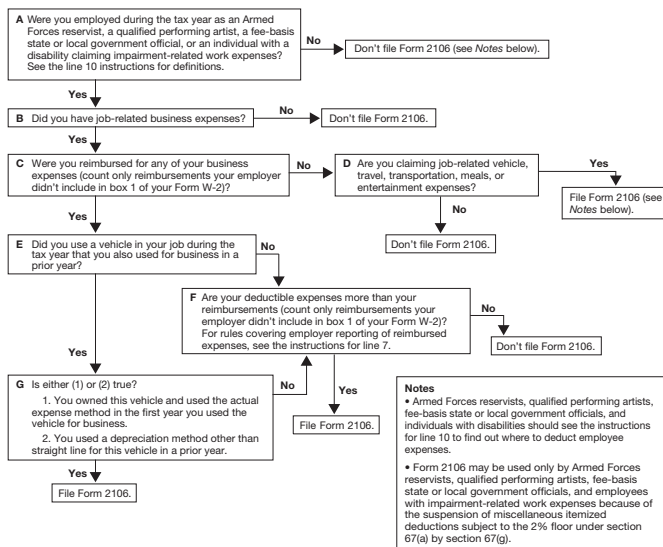 A Were you employed during the tax year as an Armed
Forces reservist, a qualified performing artist, a fee-basis
state or local government official, or an individual with a
disability claiming impairment-related work expenses?
See the line 10 instructions for definitions.
No
Don't file Form 2106 (see Notes below).
Yes
B Did you have job-related business expenses?
No
Don't file Form 2106.
Yes
C Were you reimbursed for any of your business
expenses (count only reimbursements your employer
didn't include in box 1 of your Form W-2)?
No
D Are you claiming job-related vehicle,
travel, transportation, meals, or
entertainment expenses?
Yes
File Form 2106 (see
Notes below).
No
Don't file Form 2106.
Yes
E Did you use a vehicle in your job during the
tax year that you also used for business in a
prior year?
No
F Are your deductible expenses more than your
reimbursements (count only reimbursements your
employer didn't include in box 1 of your Form W-2)?
For rules covering employer reporting of reimbursed
expenses, see the instructions for line 7.
No
Don't file Form 2106.
Yes
File Form 2106.
Yes
G Is either (1) or (2) true?
1. You owned this vehicle and used the actual
expense method in the first year you used the
vehicle for business.
2. You used a depreciation method other than
straight line for this vehicle in a prior year.
No
Yes
File Form 2106.
Notes
• Armed Forces reservists, qualified performing artists,
fee-basis state or local government officials, and
individuals with disabilities should see the instructions
for line 10 to find out where to deduct employee
expenses.
• Form 2106 may be used only by Armed Forces
reservists, qualified performing artists, fee-basis
state or local government officials, and employees
with impairment-related work expenses because of
the suspension of miscellaneous itemized
deductions subject to the 2% floor under section
67(a) by section 67(g).